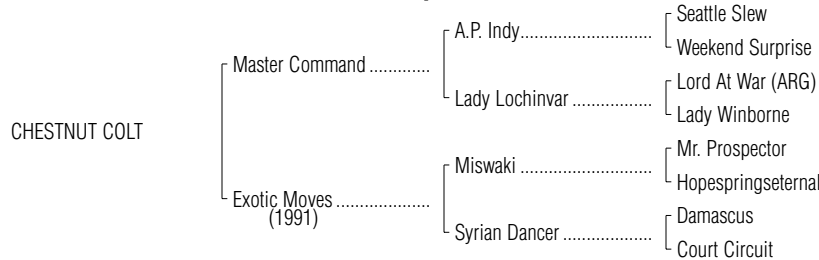 Seattle Slew
A.P. Indy
Weekend Surprise
Master Command
Lord At War (ARG)
Lady Lochinvar
Lady Winborne
CHESTNUT COLT
Mr. Prospector
Miswaki
Hopespringseternal
Exotic Moves
(1991)
Damascus
Syrian Dancer
Court Circuit